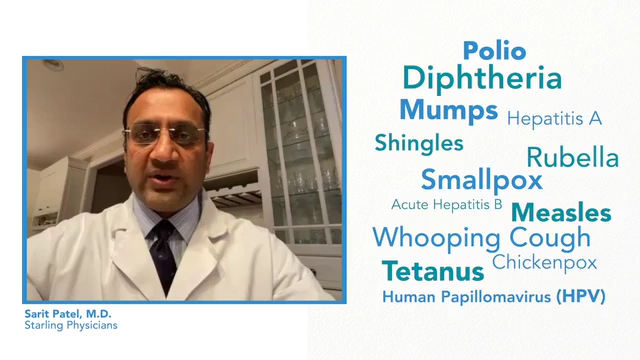 Polio
Diphtheria
Mumps Hepatitis A
Shingles
Rubella
Smallpox
Acute Hepatitis B
Measles
Whooping Cough
Chickenpox
Tetanus
Human Papillomavirus (HPV)
Sarit Patel, M.D.
Starling Physicians